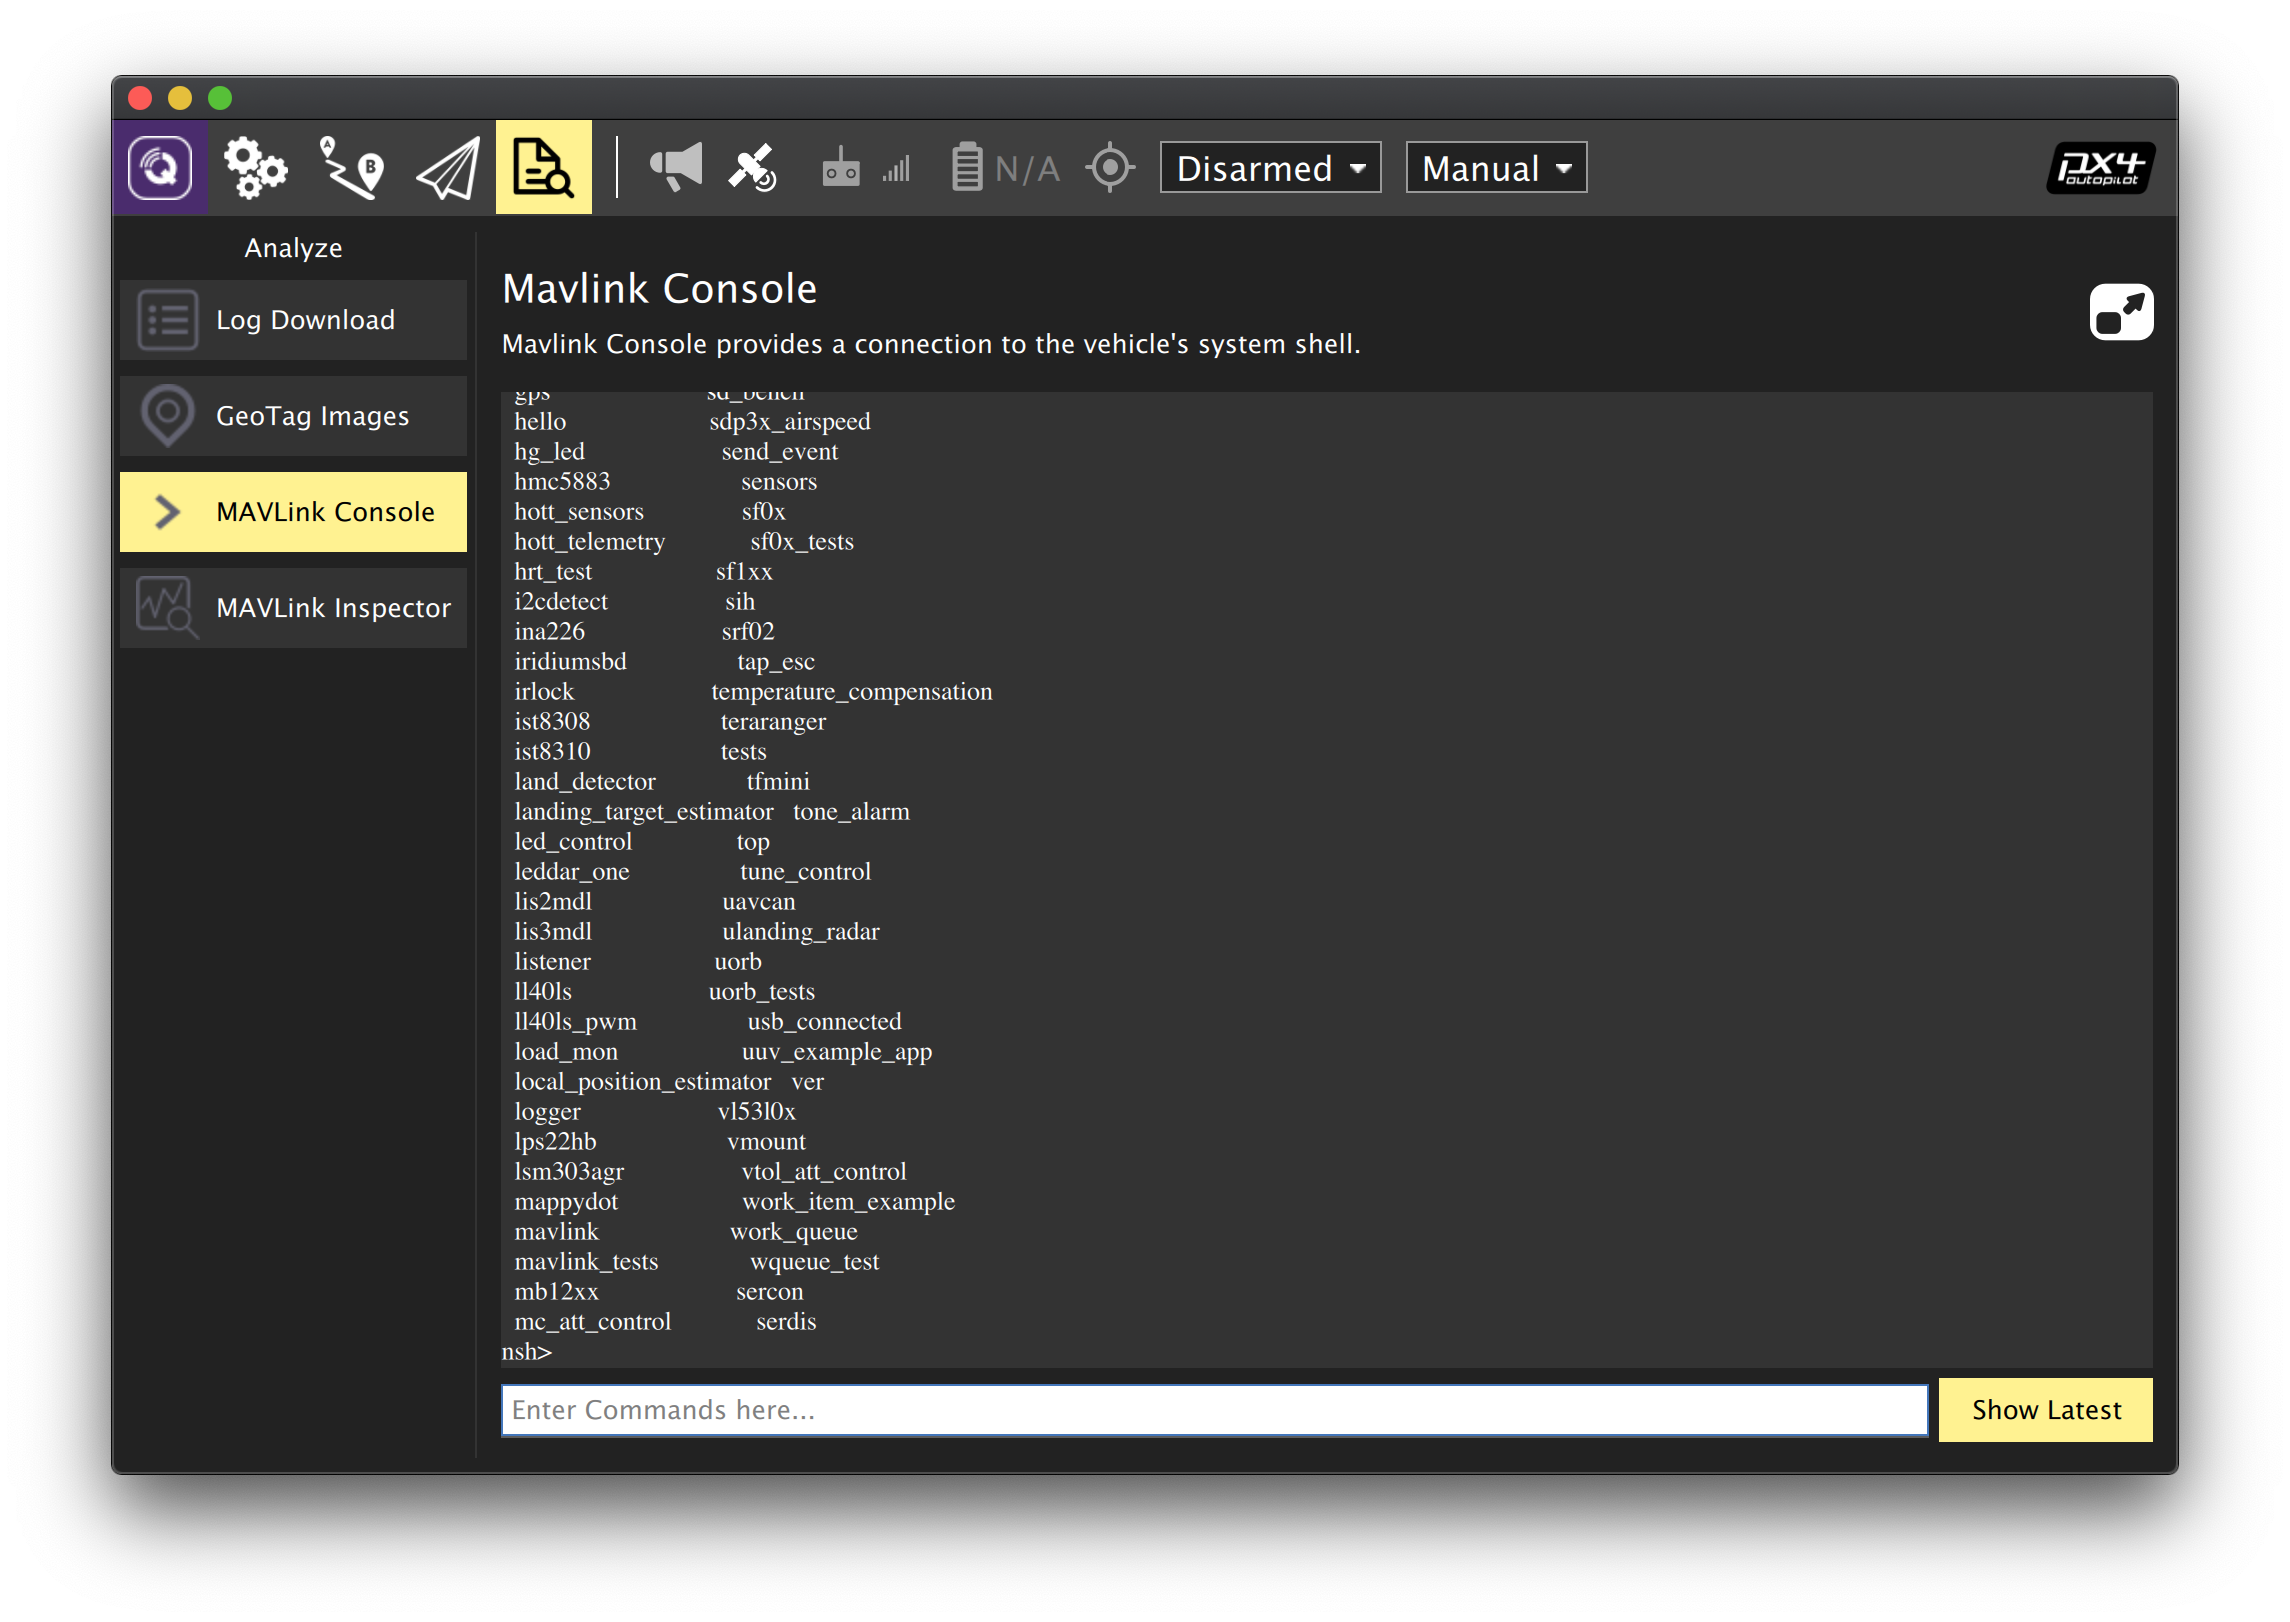 N/A
Disarmed
Manual
px4
autopilot
Analyze
Log Download
GeoTag Images
MAVLink Console
MAVLink Inspector
Mavlink Console
Mavlink Console provides a connection to the vehicle's system shell.
gps sd_bench
hello sdp3x_airspeed
hg_led send_event
hmc5883 sensors
hott_sensors sf0x
hott_telemetry sf0x_tests
hrt_test sf1xx
i2cdetect sih
ina226 srf02
iridiumsbd tap_esc
irlock temperature_compensation
ist8308 teraranger
ist8310 tests
land_detector tfmini
landing_target_estimator tone_alarm
led_control top
leddar_one tune_control
lis2mdl uavcan
lis3mdl ulanding_radar
listener uorb
ll40ls uorb_tests
ll40ls_pwm usb_connected
load_mon uuv_example_app
local_position_estimator ver
logger vl53l0x
lps22hb vmount
lsm303agr vtol_att_control
mappydot work_item_example
mavlink work_queue
mavlink_tests wqueue_test
mb12xx sercon
mc_att_control serdis
nsh>
Enter Commands here...
Show Latest